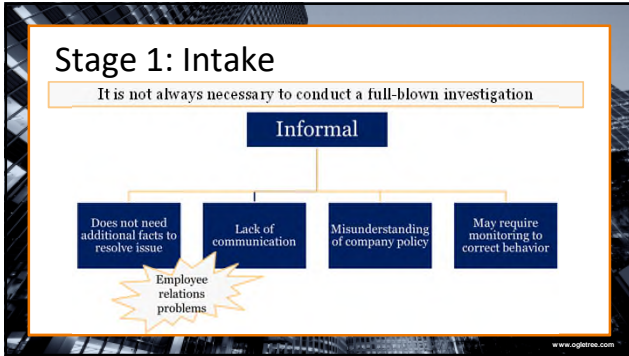 Stage 1: Intake
It is not always necessary to conduct a full-blown investigation
Informal
Does not need
additional facts to
resolve issue
Lack of
communication
Misunderstanding
of company policy
May require
monitoring to
correct behavior
Employee
relations
problems
www.ogletree.com